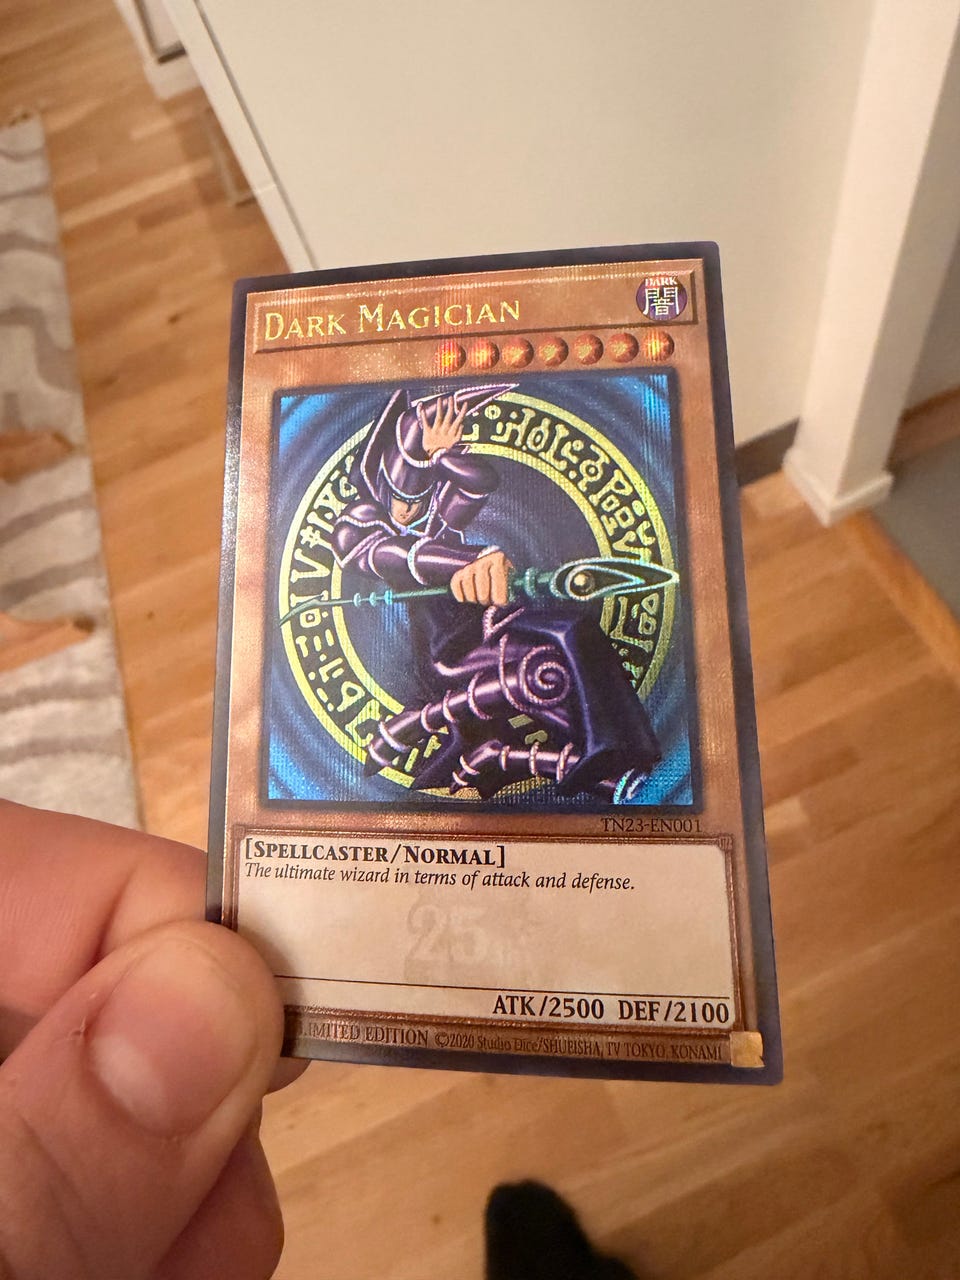 DARK MAGICIAN
DARK
闇
TN23-EN001
[SPELLCASTER/NORMAL]
The ultimate wizard in terms of attack and defense.
25
ATK/2500 DEF/2100
LIMITED EDITION ©2020 Studio Dice/SHUEISHA, TV TOKYO, KONAMI